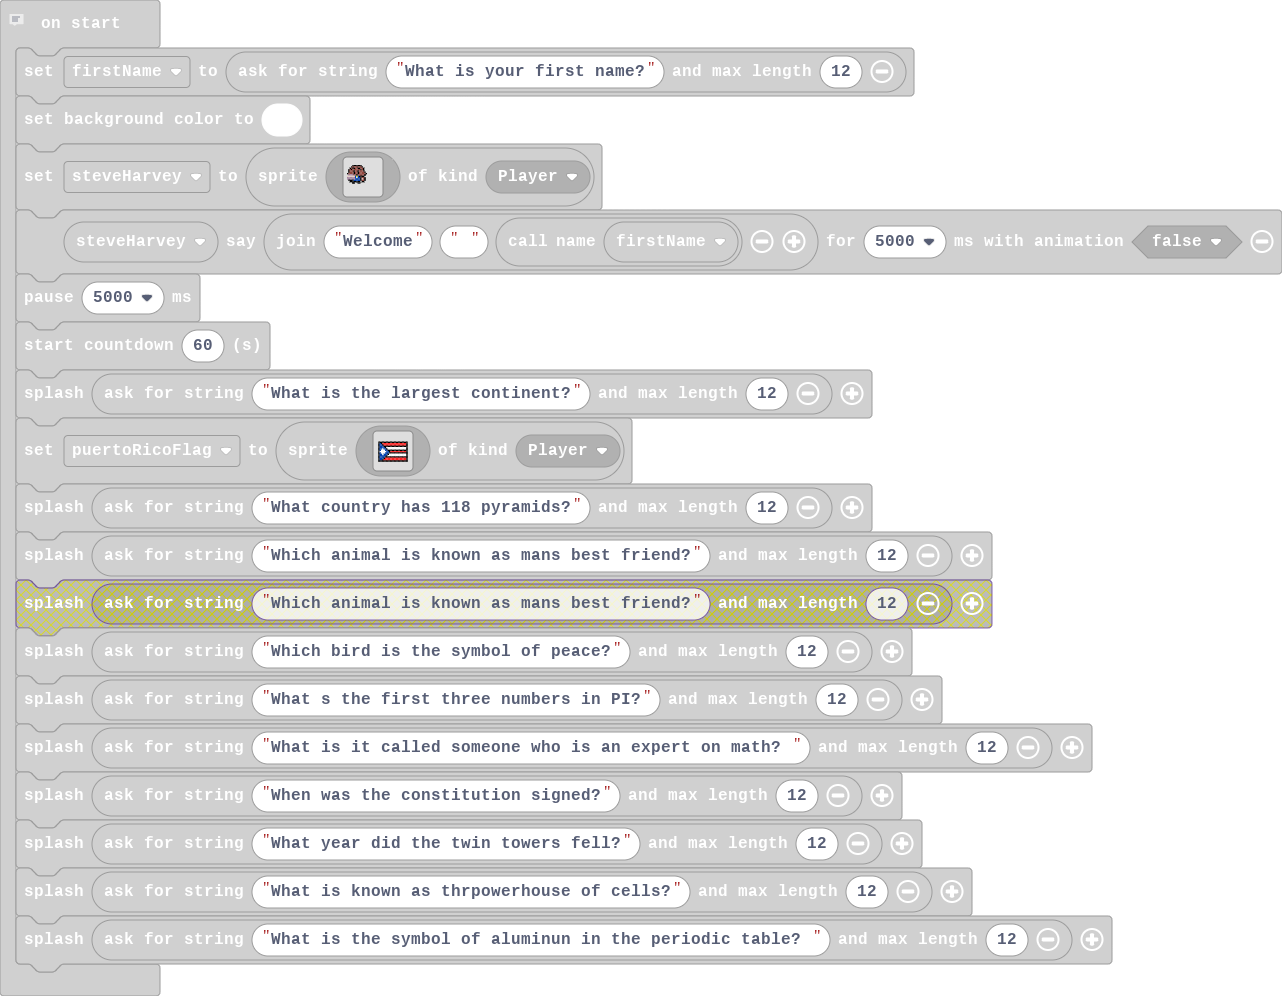 on start
set firstName to ask for string "What is your first name?" and max length 12
set background color to
set steveHarvey to sprite of kind Player
steveHarvey say join "Welcome" " " call name firstName for 5000 ms with animation false
pause 5000 ms
start countdown 60 (s)
splash ask for string "What is the largest continent?" and max length 12
set puertoRicoFlag to sprite of kind Player
splash ask for string "What country has 118 pyramids?" and max length 12
splash ask for string "Which animal is known as mans best friend?" and max length 12
splash ask for string "Which animal is known as mans best friend?" and max length 12
splash ask for string "Which bird is the symbol of peace?" and max length 12
splash ask for string "What s the first three numbers in PI?" and max length 12
splash ask for string "What is it called someone who is an expert on math? " and max length 12
splash ask for string "When was the constitution signed?" and max length 12
splash ask for string "What year did the twin towers fell?" and max length 12
splash ask for string "What is known as thrpowerhouse of cells?" and max length 12
splash ask for string "What is the symbol of aluminun in the periodic table? " and max length 12